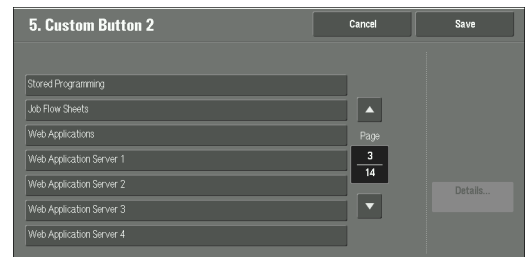 5. Custom Button 2
Cancel
Save
Stored Programming
Job Flow Sheets
Web Applications
Page
Web Application Server 1
3
14
Web Application Server 2
Details...
Web Application Server 3
Web Application Server 4